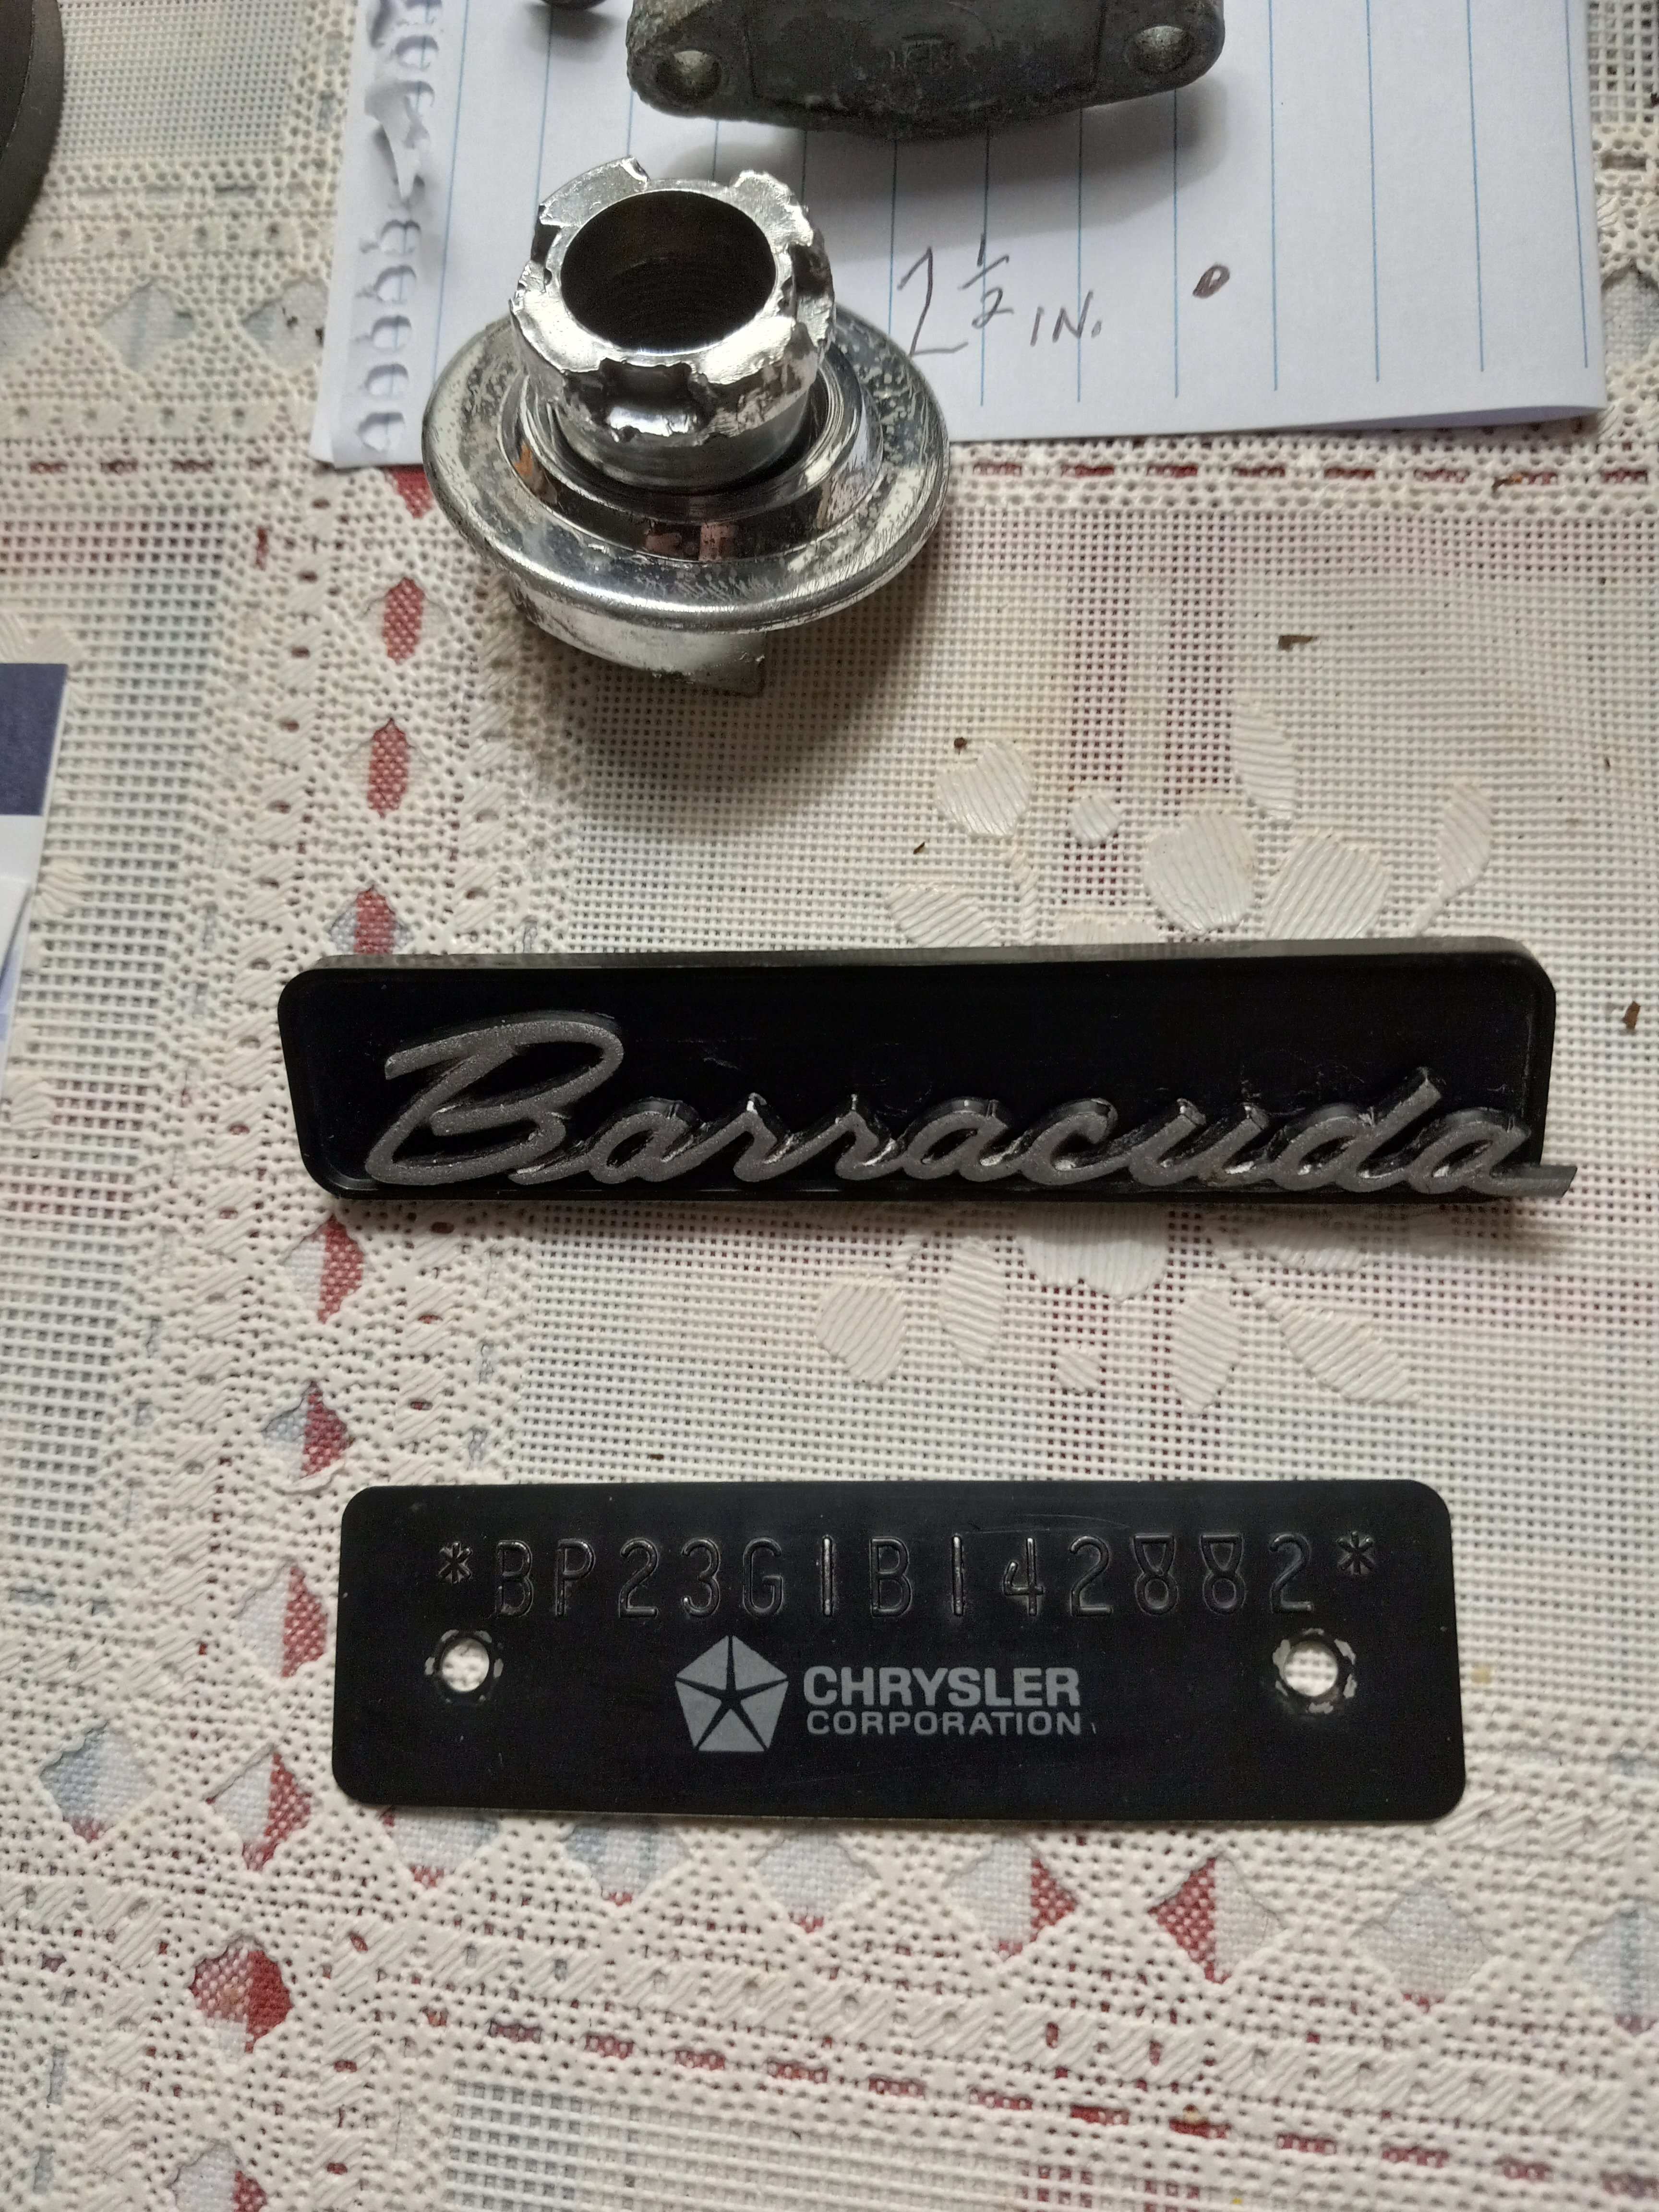 1 1/2 IN.
Barracuda
*BP23G1B142882*
CHRYSLER
CORPORATION